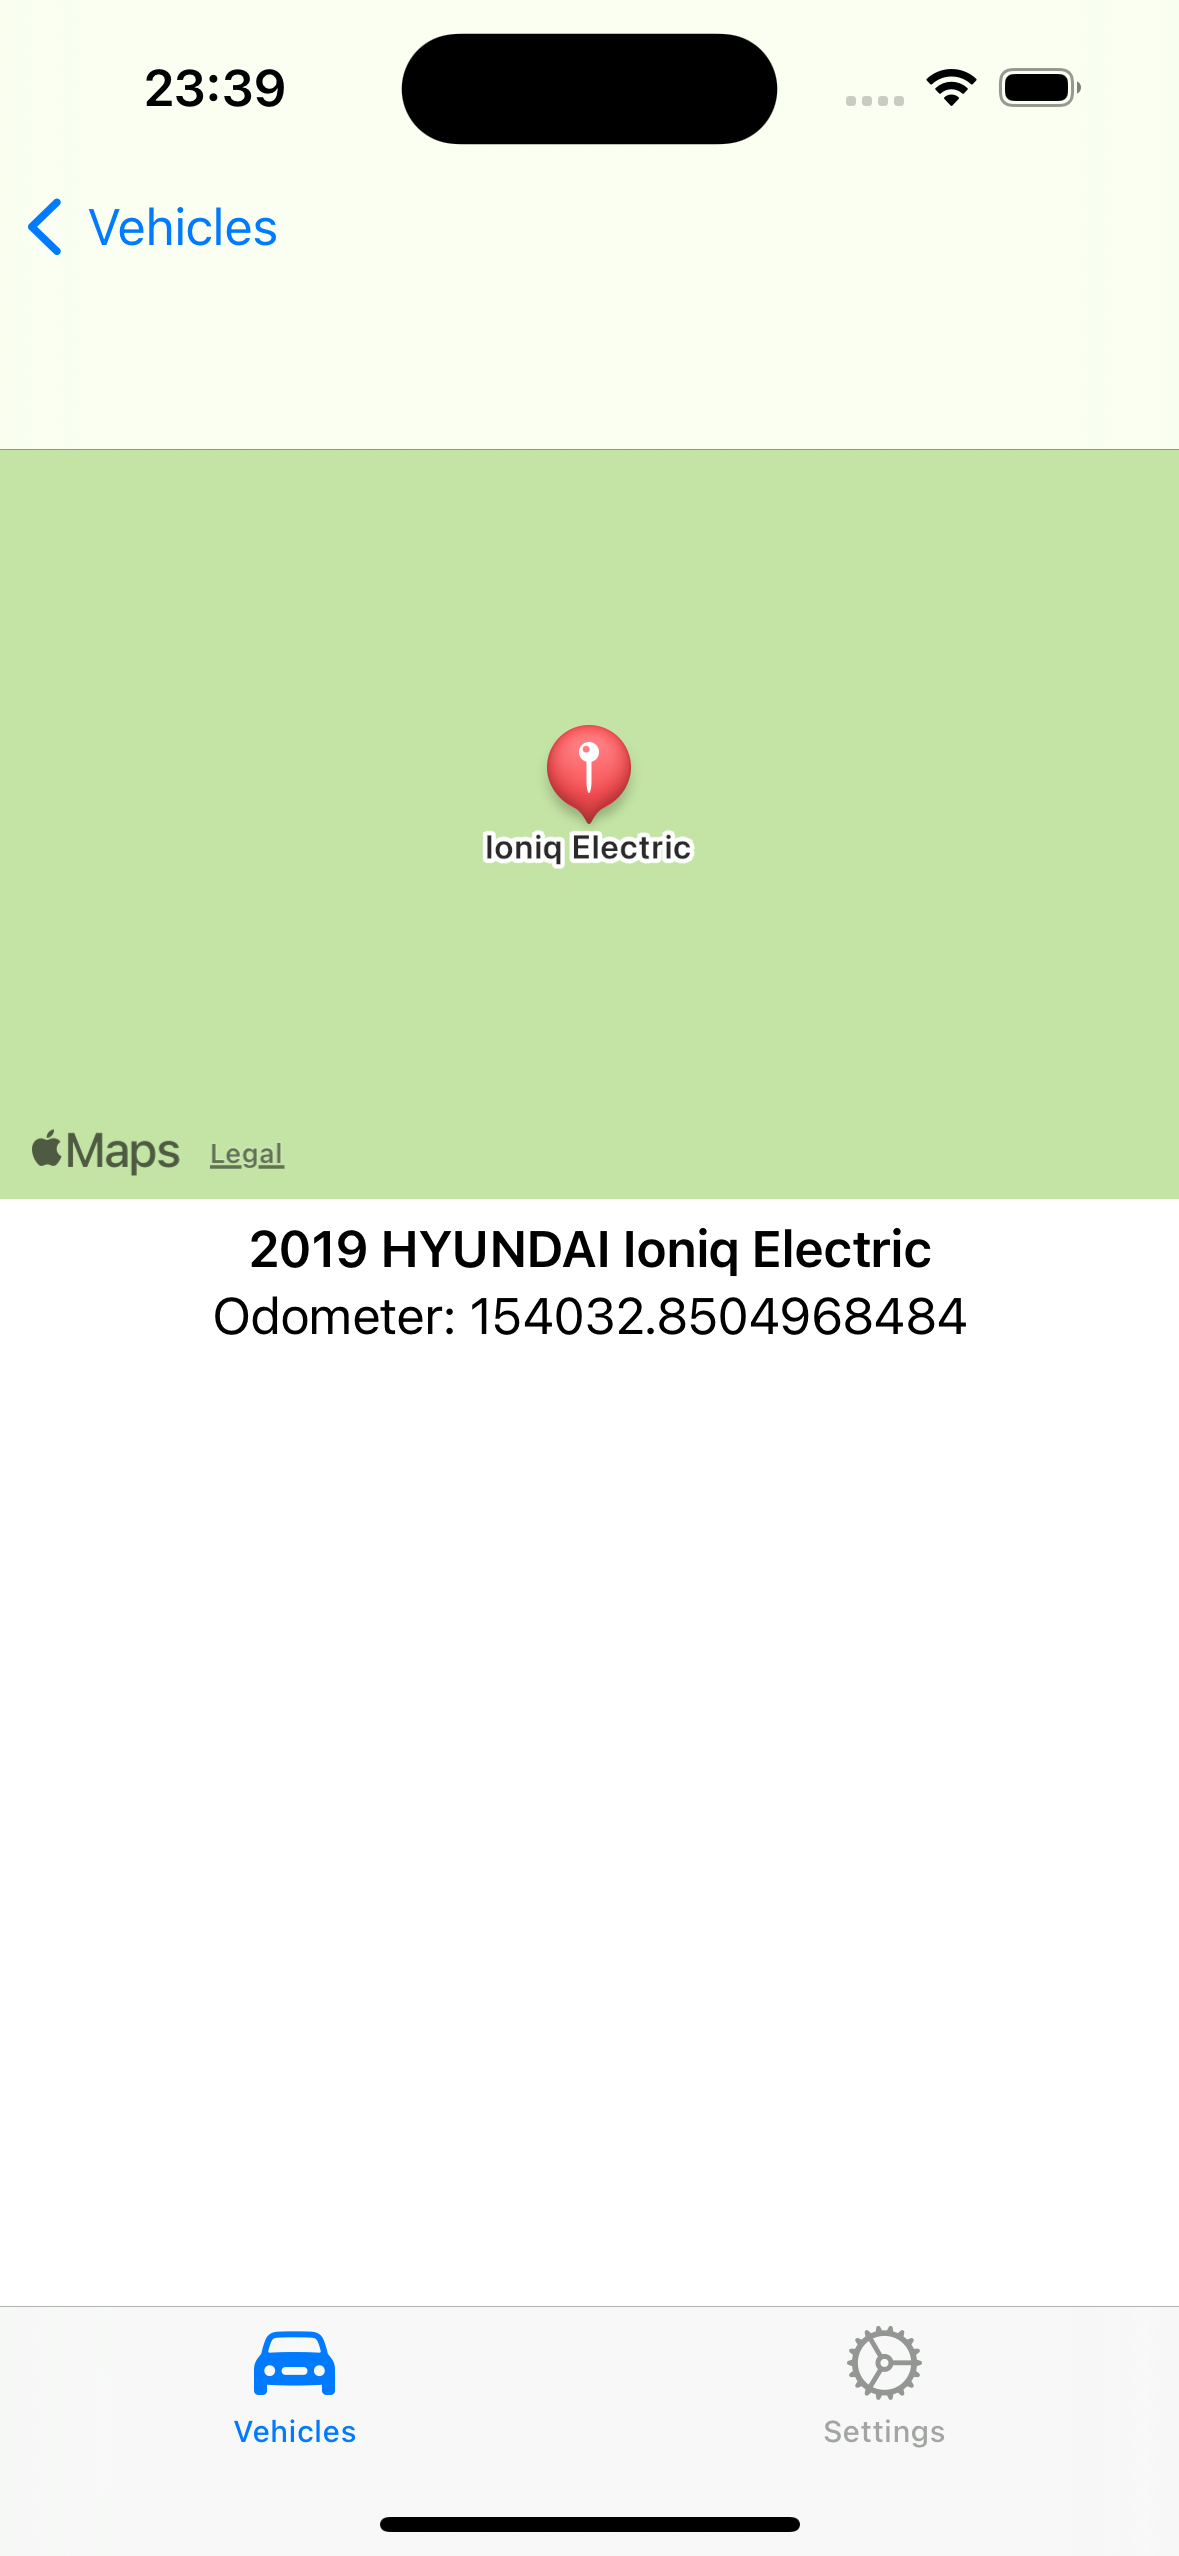 23:39
Vehicles
Ioniq Electric
Maps Legal
2019 HYUNDAI Ioniq Electric
Odometer: 154032.8504968484
Vehicles
Settings